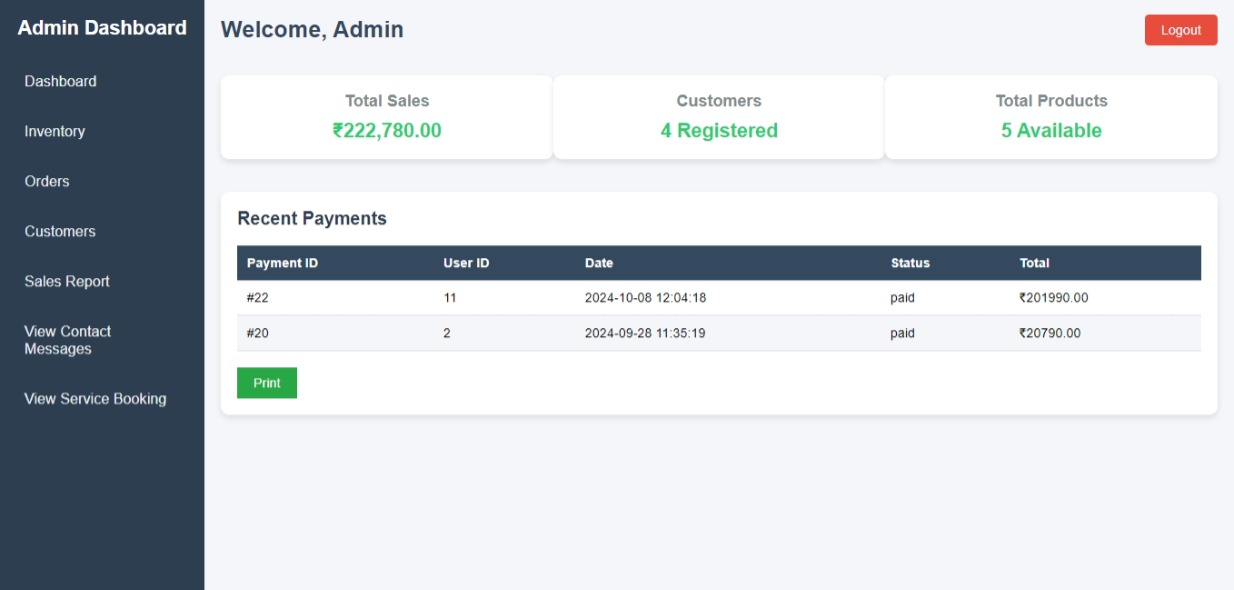 Admin Dashboard
Dashboard
Inventory
Orders
Customers
Sales Report
View Contact
Messages
View Service Booking
Welcome, Admin
Logout
Total Sales
₹222,780.00
Customers
4 Registered
Total Products
5 Available
Recent Payments
Payment ID User ID Date Status Total
#22 11 2024-10-08 12:04:18 paid ₹201990.00
#20 2 2024-09-28 11:35:19 paid ₹20790.00
Print